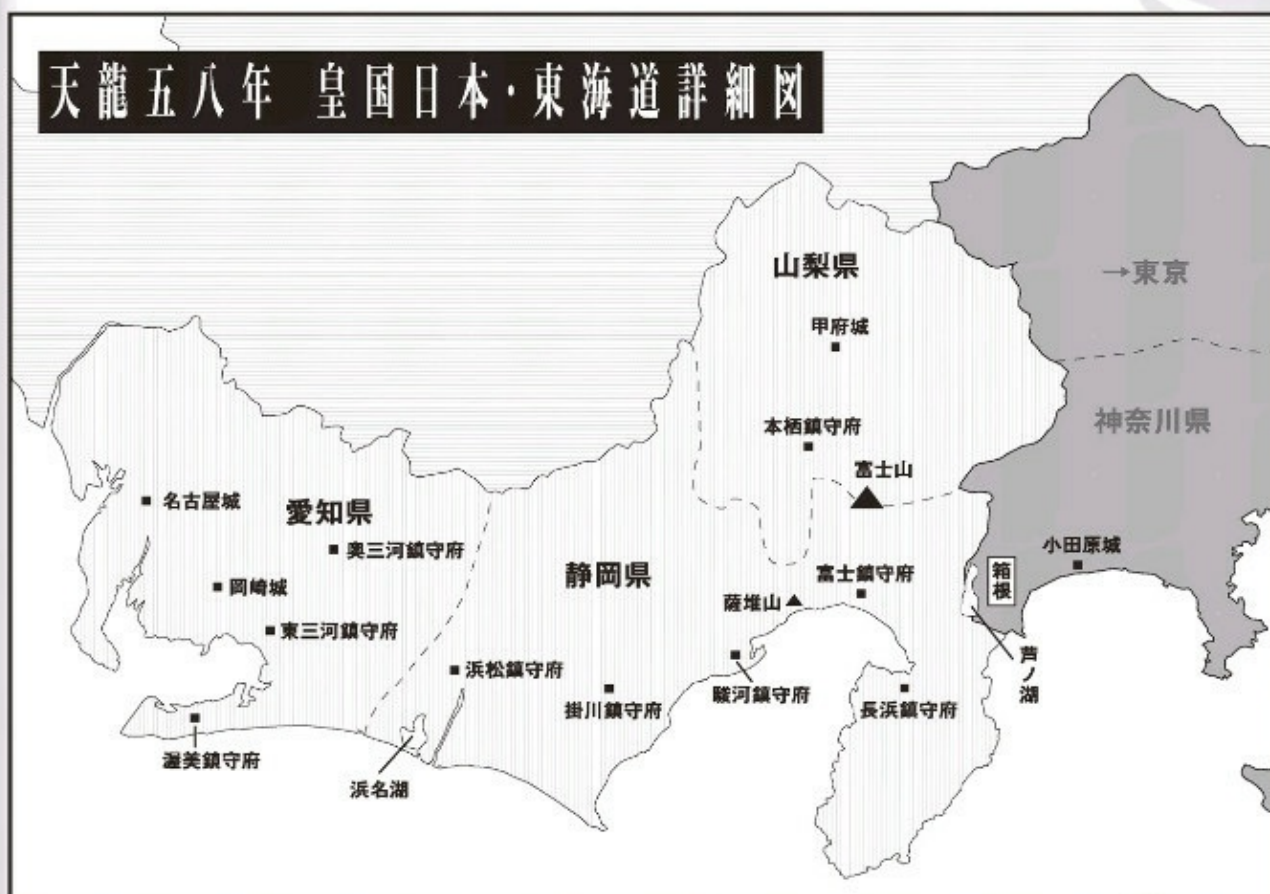 天龍五八年 皇国日本・東海道詳細図
山梨県
→東京
甲府城
神奈川県
本栖鎮守府
富士山
名古屋城
愛知県
奥三河鎮守府
小田原城
箱根
静岡県
富士鎮守府
岡崎城
薩埵山
東三河鎮守府
芦ノ湖
浜松鎮守府
駿河鎮守府
掛川鎮守府
長浜鎮守府
渥美鎮守府
浜名湖